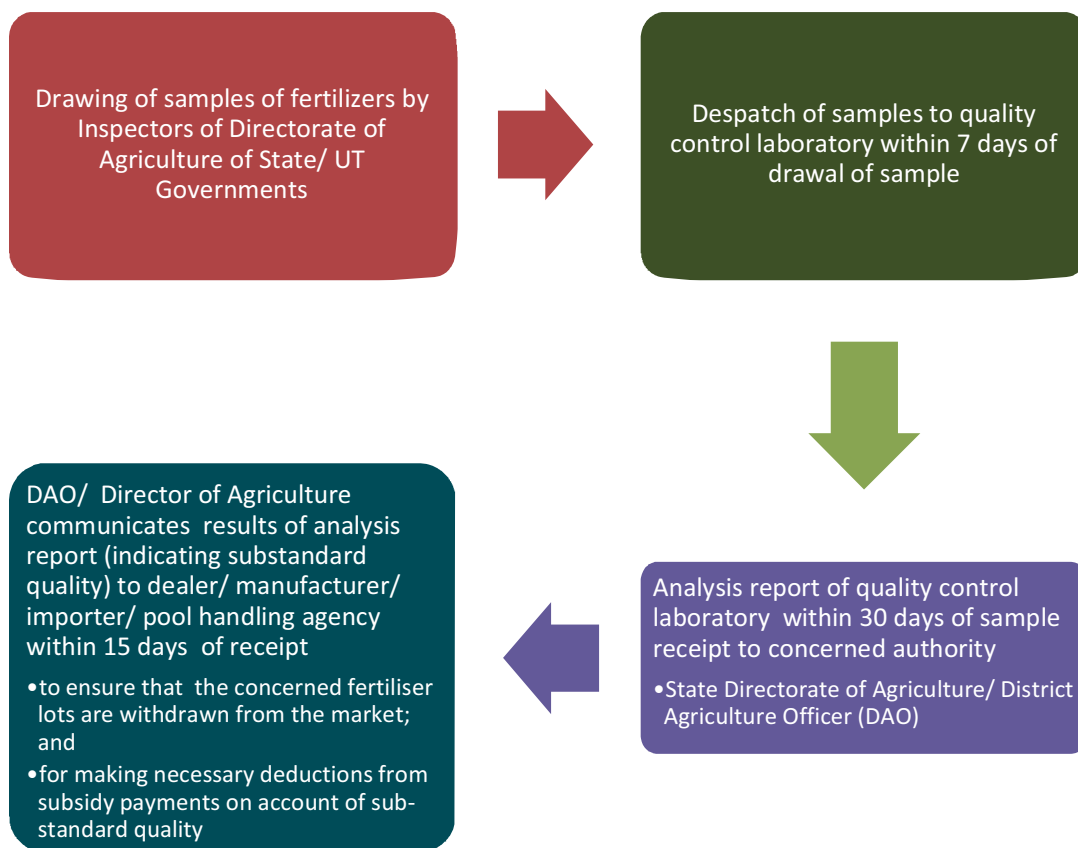 Drawing of samples of fertilizers by
Inspectors of Directorate of
Agriculture of State/ UT
Governments
Despatch of samples to quality
control laboratory within 7 days of
drawal of sample
Analysis report of quality control
laboratory within 30 days of sample
receipt to concerned authority
•State Directorate of Agriculture/ District
Agriculture Officer (DAO)
DAO/ Director of Agriculture
communicates results of analysis
report (indicating substandard
quality) to dealer/ manufacturer/
importer/ pool handling agency
within 15 days of receipt
•to ensure that the concerned fertiliser
lots are withdrawn from the market;
and
•for making necessary deductions from
subsidy payments on account of sub-
standard quality